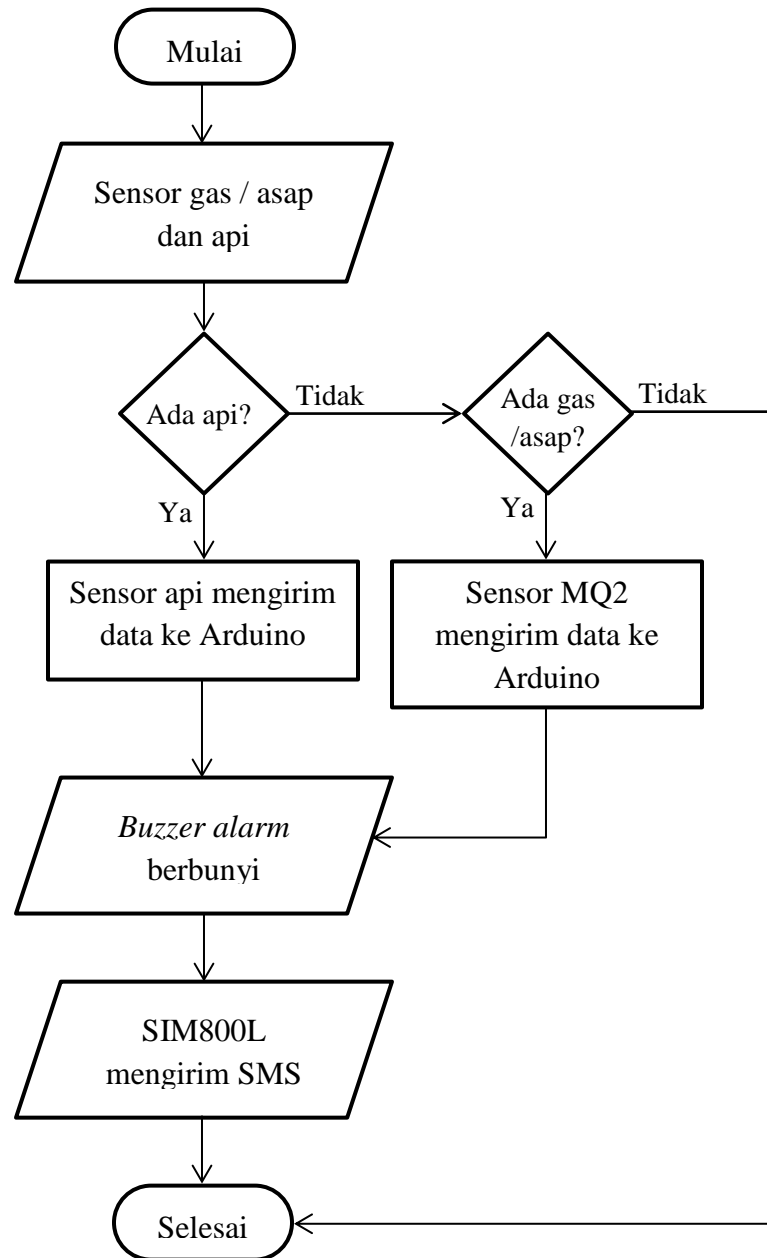 Mulai
Sensor gas / asap
dan api
Ada api?
Tidak
Ada gas
/asap?
Tidak
Ya
Ya
Sensor api mengirim
data ke Arduino
Sensor MQ2
mengirim data ke
Arduino
Buzzer alarm
berbunyi
SIM800L
mengirim SMS
Selesai